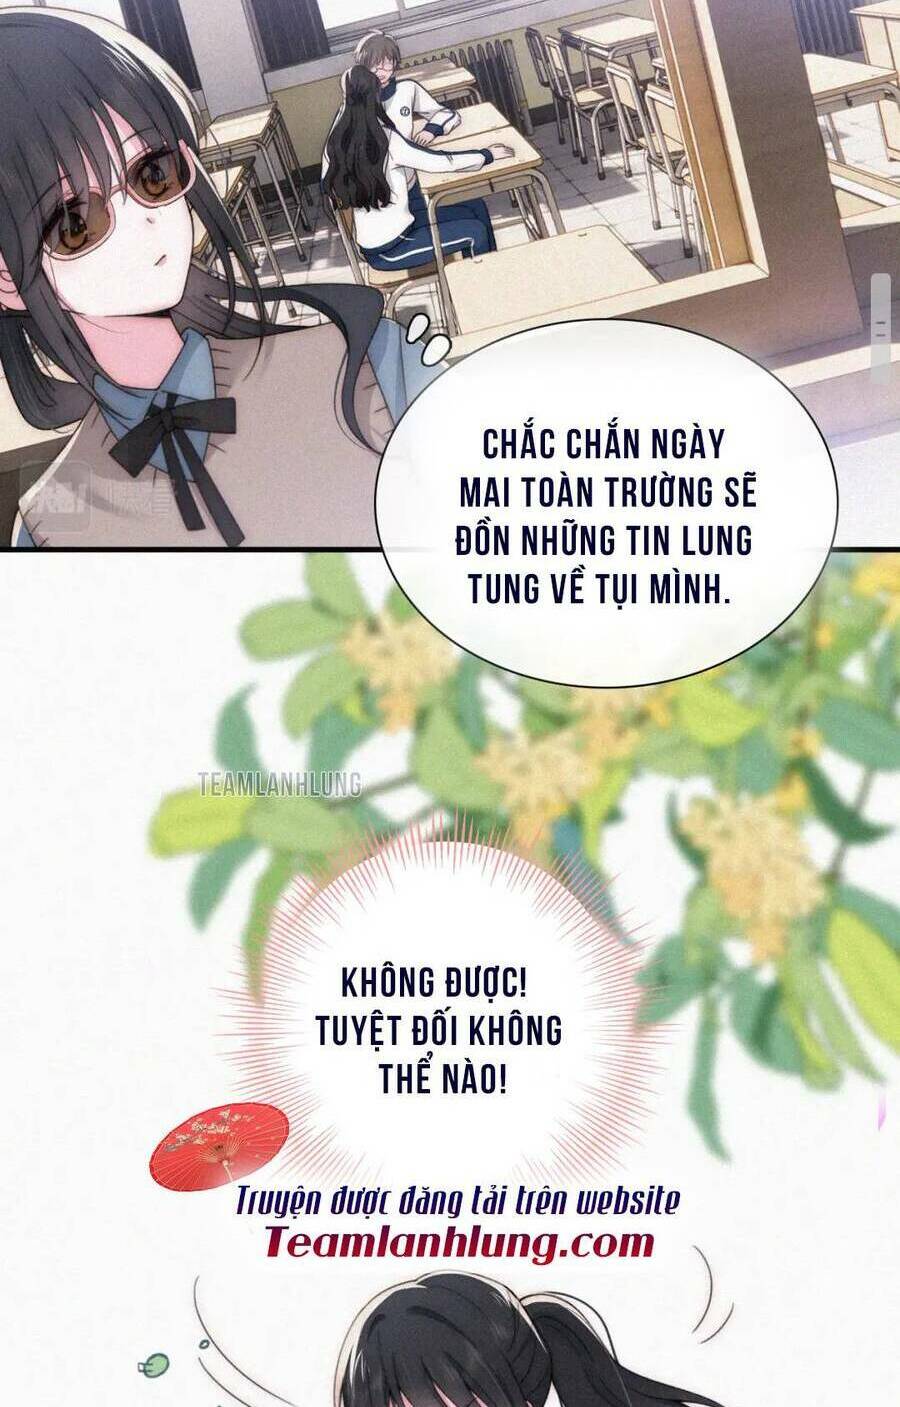 CHẮC CHẮN NGÀY
MAI TOÀN TRƯỜNG SẼ
ĐỒN NHỮNG TIN LUNG
TUNG VỀ TỤI MÌNH.
TEAMLANHLUNG
KHÔNG ĐƯỢC!
TUYỆT ĐỐI KHÔNG
THỂ NÀO!
Truyện được đăng tải trên website
Teamlanhlung.com